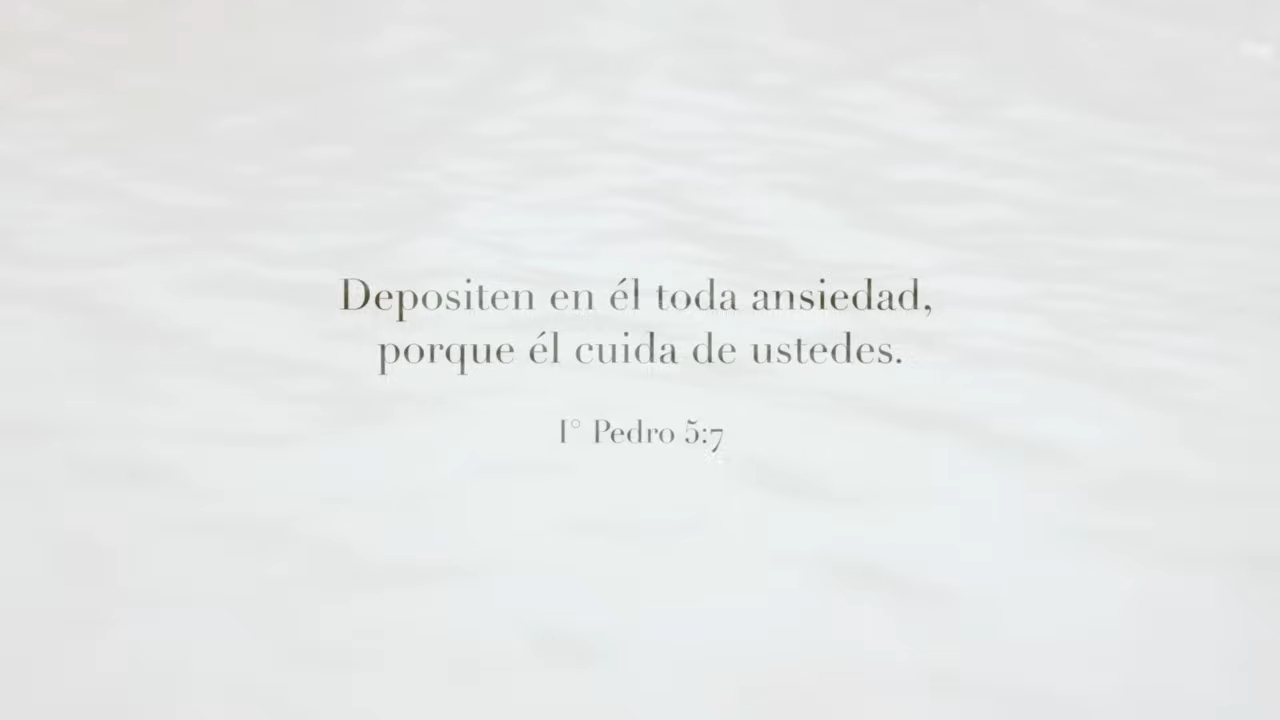 Depositen en él toda ansiedad,
porque él cuida de ustedes.
I° Pedro 5:7